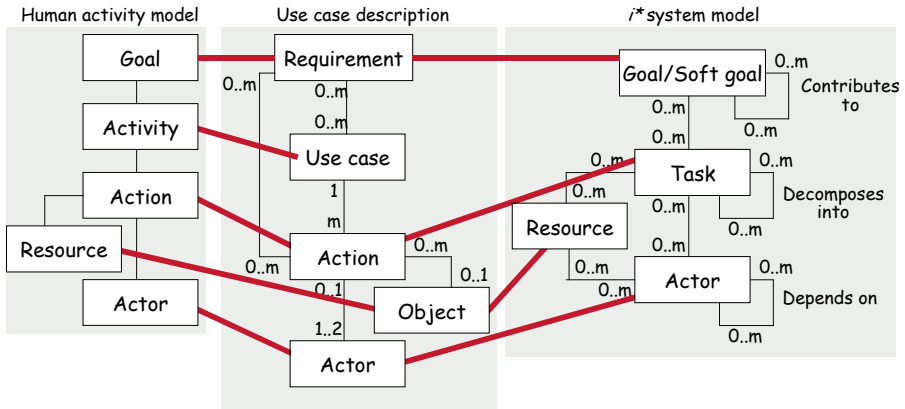 Human activity model
Use case description
i* system model
Goal
Requirement
Goal/Soft goal
0..m
Contributes
to
0..m
0..m
0..m
0..m
0..m
0..m
Activity
Use case
Task
0..m
0..m
0..m
Decomposes
into
0..m
0..m
Action
1
m
Resource
Resource
Action
0..m
0..m
0..m
0..1
0..m
0..m
0..m
Actor
0..m
Depends on
0..m
Actor
0..1
Object
1..2
Actor